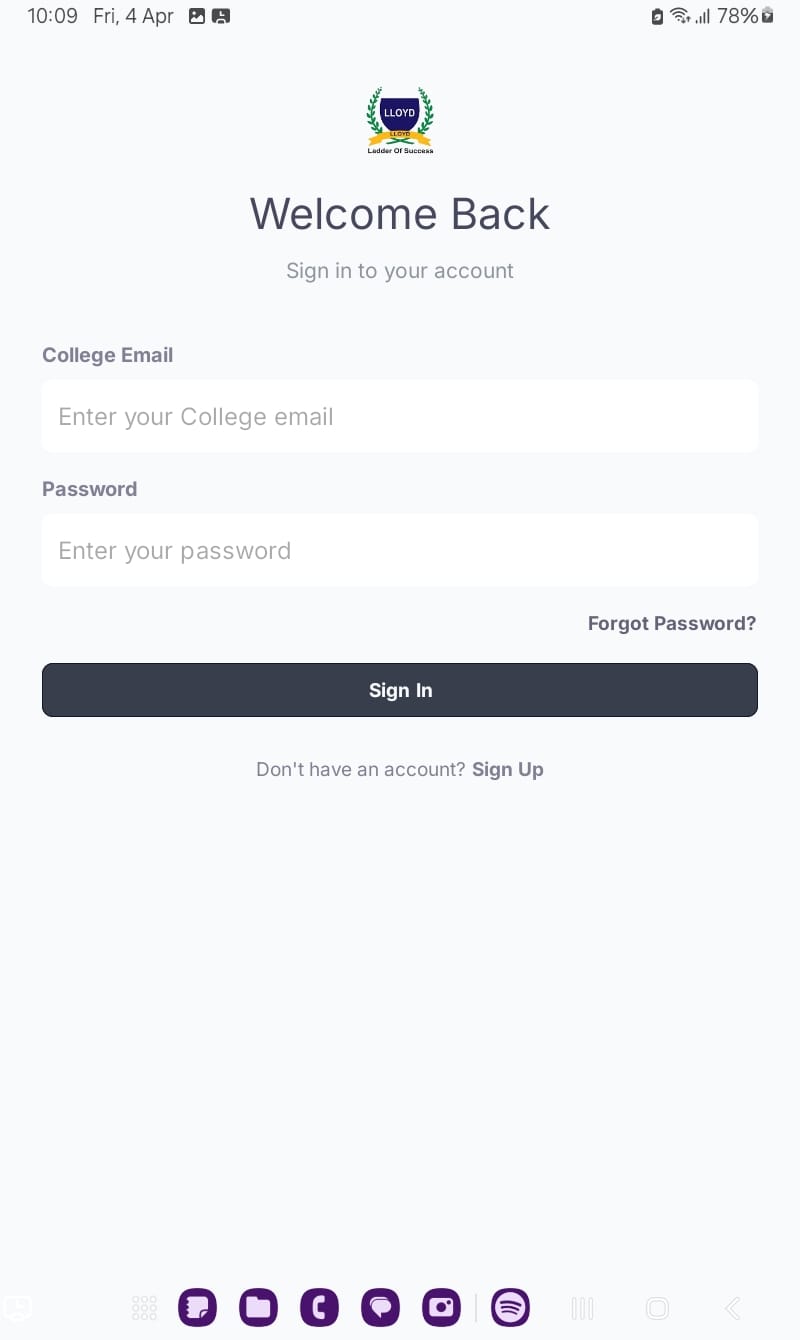 10:09 Fri, 4 Apr 78%
LLOYD
LLOYD
Ladder Of Success
Welcome Back
Sign in to your account
College Email
Enter your College email
Password
Enter your password
Forgot Password?
Sign In
Don't have an account? Sign Up